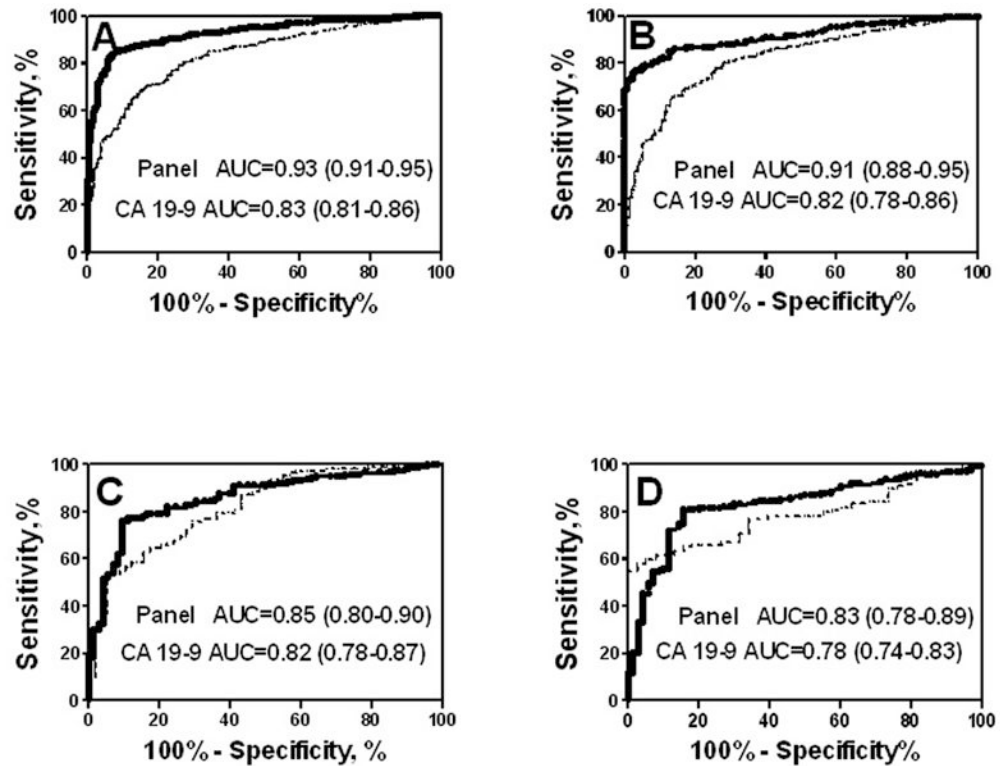 A
Sensitivity,%
100
80
60
40
20
0
Panel AUC=0.93 (0.91-0.95)
CA 19-9 AUC=0.83 (0.81-0.86)
0 20 40 60 80 100
100% - Specificity%
B
Sensitivity,%
100
80
60
40
20
0
Panel AUC=0.91 (0.88-0.95)
CA 19-9 AUC=0.82 (0.78-0.86)
0 20 40 60 80 100
100% - Specificity%
C
Sensitivity,%
100
80
60
40
20
0
Panel AUC=0.85 (0.80-0.90)
CA 19-9 AUC=0.82 (0.78-0.87)
0 20 40 60 80 100
100% - Specificity, %
D
Sensitivity,%
100
80
60
40
20
0
Panel AUC=0.83 (0.78-0.89)
CA 19-9 AUC=0.78 (0.74-0.83)
0 20 40 60 80 100
100% - Specificity%